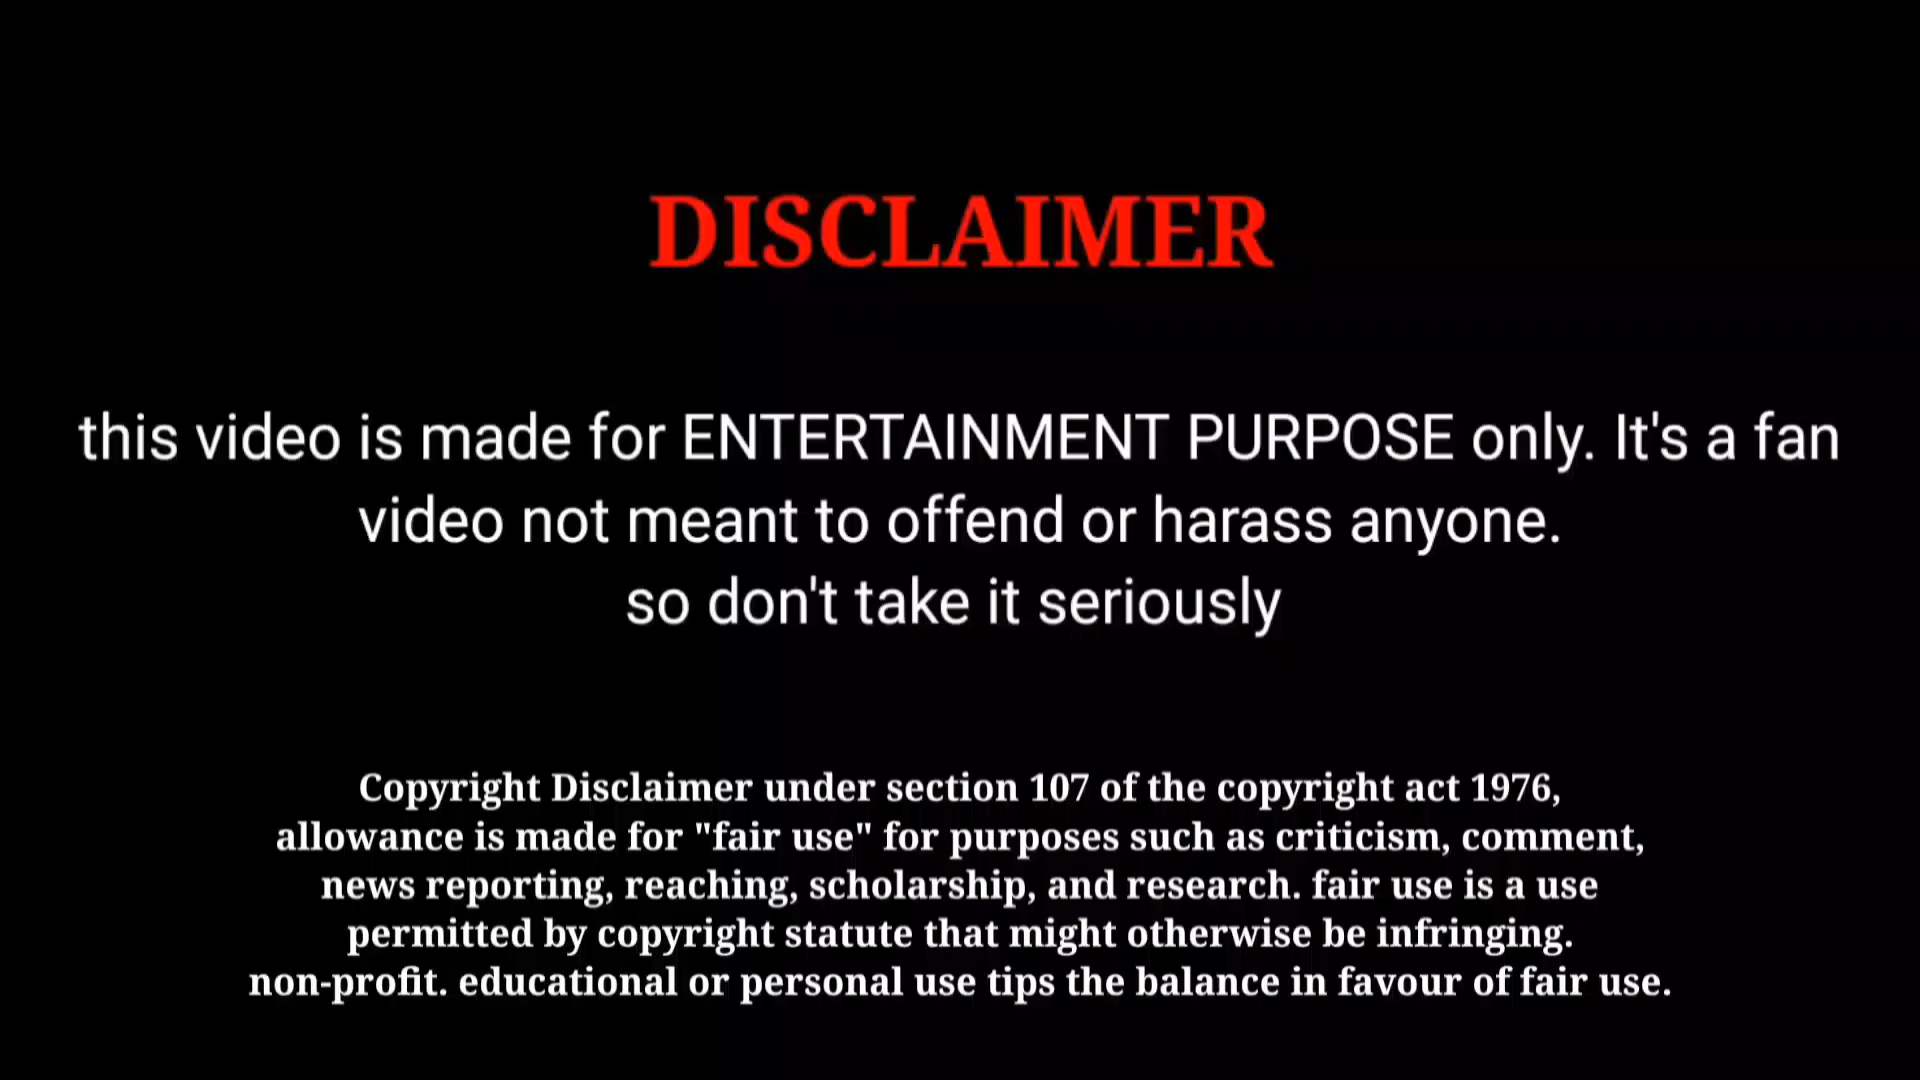 DISCLAIMER
this video is made for ENTERTAINMENT PURPOSE only. It's a fan
video not meant to offend or harass anyone.
so don't take it seriously
Copyright Disclaimer under section 107 of the copyright act 1976,
allowance is made for "fair use" for purposes such as criticism, comment,
news reporting, reaching, scholarship, and research. fair use is a use
permitted by copyright statute that might otherwise be infringing.
non-profit. educational or personal use tips the balance in favour of fair use.